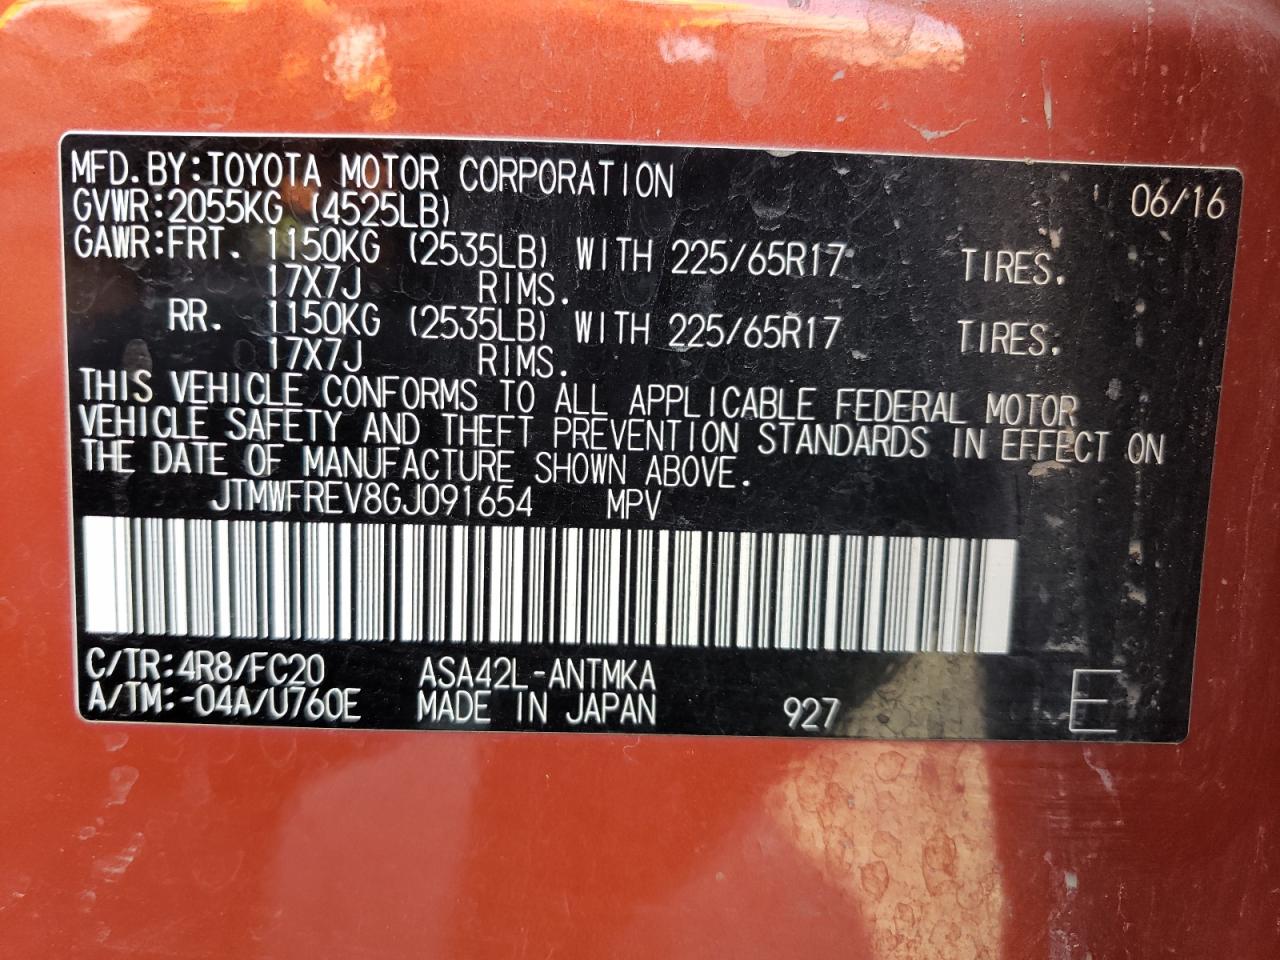 MFD. BY:TOYOTA MOTOR CORPORATION 06/16
GVWR:2055KG (4525LB)
GAWR:FRT. 1150KG (2535LB) WITH 225/65R17 TIRES.
17X7J RIMS.
RR. 1150KG (2535LB) WITH 225/65R17 TIRES.
17X7J RIMS.
THIS VEHICLE CONFORMS TO ALL APPLICABLE FEDERAL MOTOR
VEHICLE SAFETY AND THEFT PREVENTION STANDARDS IN EFFECT ON
THE DATE OF MANUFACTURE SHOWN ABOVE.
JTMWFREV8GJ091654 MPV
C/TR:4R8/FC20 ASA42L-ANTMKA
A/TM:-04A/U760E MADE IN JAPAN 927 E